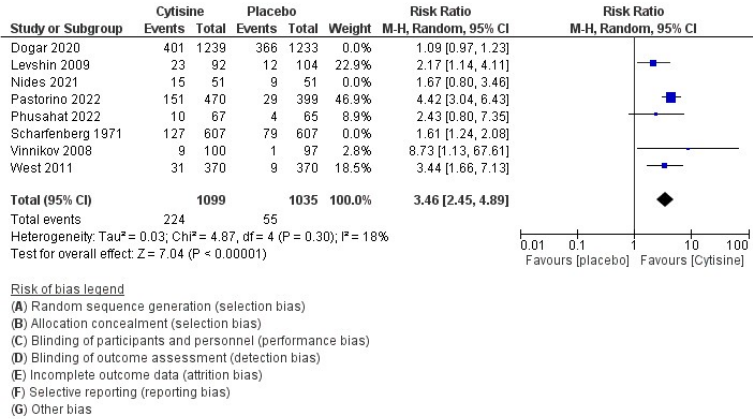 Cytisine Placebo Risk Ratio Risk Ratio
Study or Subgroup Events Total Events Total Weight M-H, Random, 95% CI M-H, Random, 95% CI
Dogar 2020 401 1239 366 1233 0.0% 1.09 [0.97, 1.23]
Levshin 2009 23 92 12 104 22.9% 2.17 [1.14, 4.11]
Nides 2021 15 51 9 51 0.0% 1.67 [0.80, 3.46]
Pastorino 2022 151 470 29 399 46.9% 4.42 [3.04, 6.43]
Phusahat 2022 10 67 4 65 8.9% 2.43 [0.80, 7.35]
Scharfenberg 1971 127 607 79 607 0.0% 1.61 [1.24, 2.08]
Vinnikov 2008 9 100 1 97 2.8% 8.73 [1.13, 67.61]
West 2011 31 370 9 370 18.5% 3.44 [1.66, 7.13]
Total (95% CI) 1099 1035 100.0% 3.46 [2.45, 4.89]
Total events 224 55
Heterogeneity: Tau² = 0.03; Chi² = 4.87, df = 4 (P = 0.30); I² = 18%
Test for overall effect: Z = 7.04 (P < 0.00001)
0.01 0.1 1 10 100
Favours [placebo] Favours [Cytisine]
Risk of bias legend
(A) Random sequence generation (selection bias)
(B) Allocation concealment (selection bias)
(C) Blinding of participants and personnel (performance bias)
(D) Blinding of outcome assessment (detection bias)
(E) Incomplete outcome data (attrition bias)
(F) Selective reporting (reporting bias)
(G) Other bias